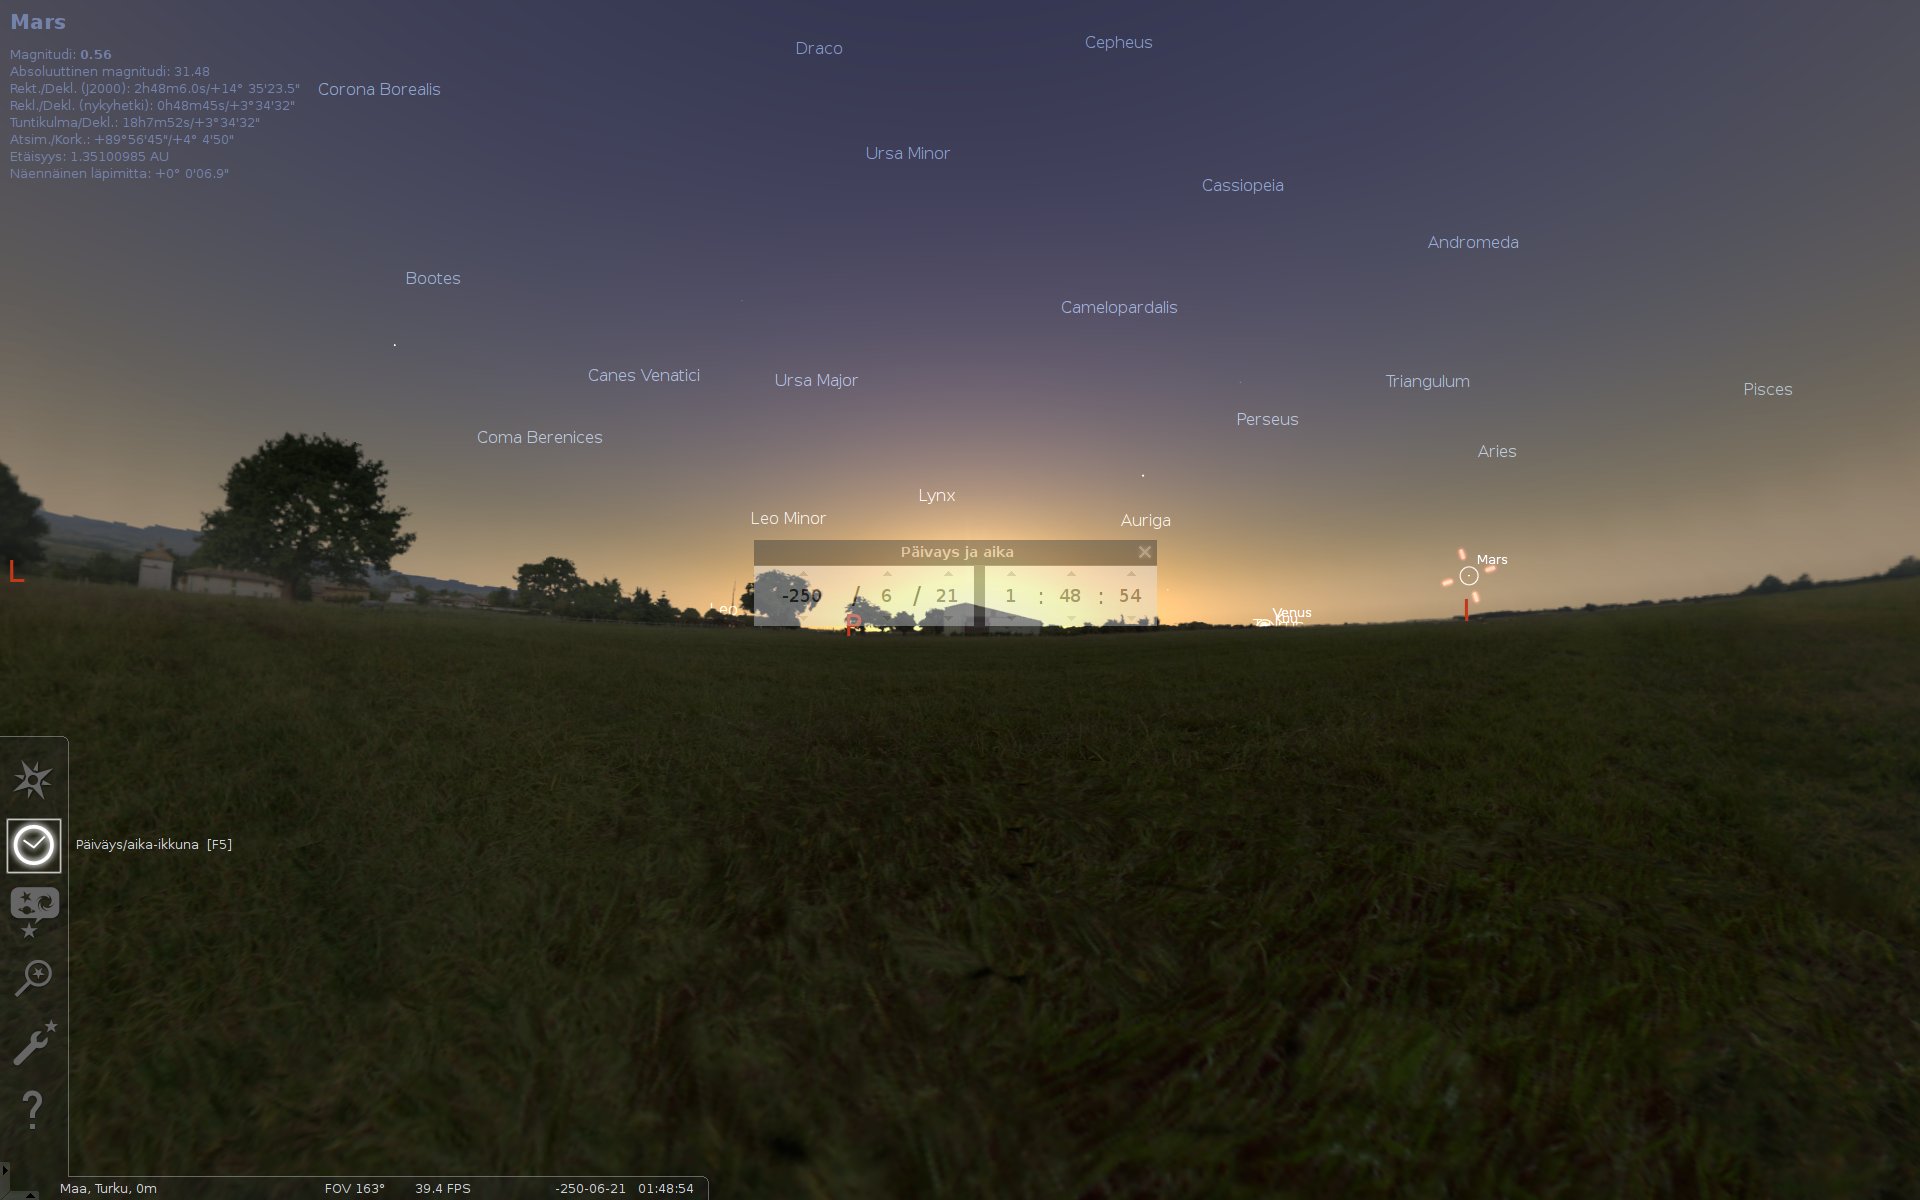 Mars
Magnitudi: 0.56
Absoluuttinen magnitudi: 31.48
Rekt./Dekl. (J2000): 2h48m6.0s/+14° 35'23.5"
Rekl./Dekl. (nykyhetki): 0h48m45s/+3°34'32"
Tuntikulma/Dekl.: 18h7m52s/+3°34'32"
Atsim./Kork.: +89°56'45"/+4° 4'50"
Etäisyys: 1.35100985 AU
Näennäinen läpimitta: +0° 0'06.9"
Draco
Cepheus
Corona Borealis
Ursa Minor
Cassiopeia
Andromeda
Bootes
Camelopardalis
Canes Venatici
Ursa Major
Triangulum
Pisces
Perseus
Coma Berenices
Aries
Lynx
Leo Minor
Auriga
Päivays ja aika
Mars
L
-250 / 6 / 21 1 : 48 : 54
Leo
I
Venus
P
Päiväys/aika-ikkuna [F5]
Maa, Turku, 0m FOV 163° 39.4 FPS -250-06-21 01:48:54